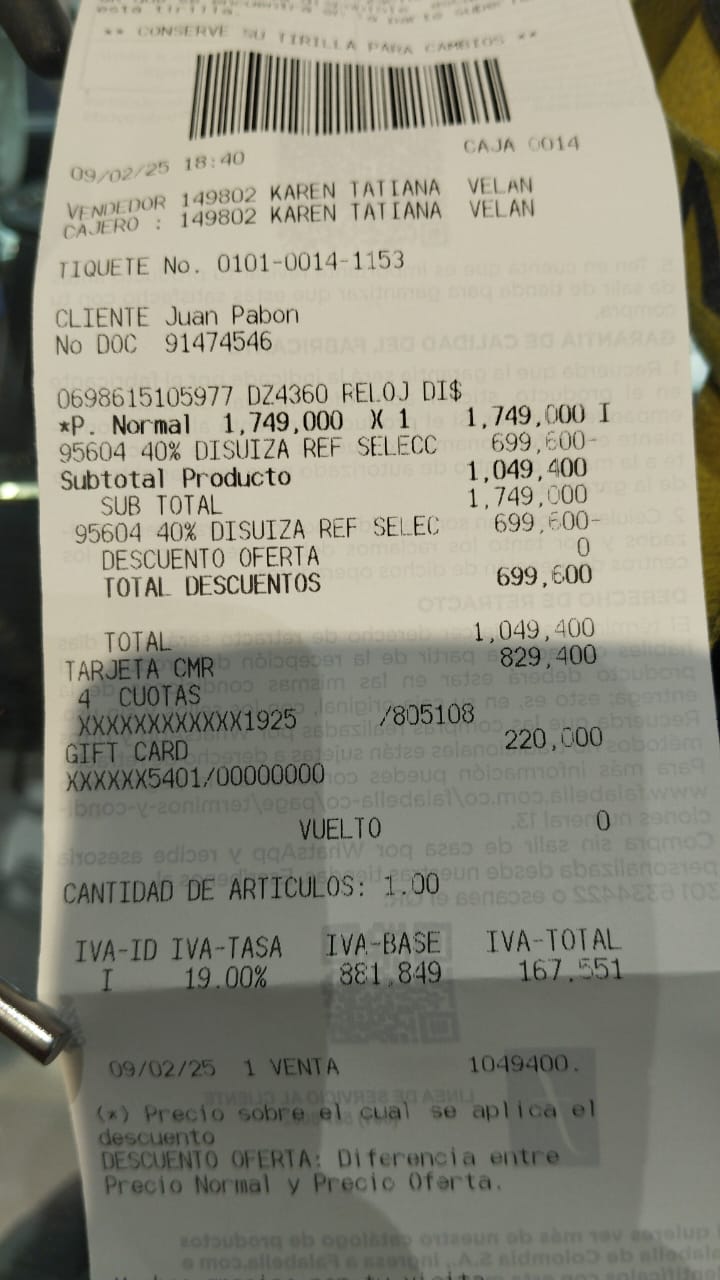 esta tirilla.
** CONSERVE SU TIRILLA PARA CAMBIOS **
09/02/25 18:40 CAJA 0014
VENDEDOR 149802 KAREN TATIANA VELAN
CAJERO : 149802 KAREN TATIANA VELAN
TIQUETE No. 0101-0014-1153
CLIENTE Juan Pabon
No DOC 91474546
0698615105977 DZ4360 RELOJ DI$
*P. Normal 1,749,000 X 1 1,749,000 I
95604 40% DISUIZA REF SELECC 699,600-
Subtotal Producto 1,049,400
SUB TOTAL 1,749,000
95604 40% DISUIZA REF SELEC 699,600-
DESCUENTO OFERTA 0
TOTAL DESCUENTOS 699,600
TOTAL 1,049,400
TARJETA CMR 829,400
4 CUOTAS
XXXXXXXXXXXX1925 /805108
GIFT CARD 220,000
XXXXXX5401/00000000
VUELTO 0
CANTIDAD DE ARTICULOS: 1.00
IVA-ID IVA-TASA IVA-BASE IVA-TOTAL
I 19.00% 881,849 167,551
09/02/25 1 VENTA 1049400.
(*) Precio sobre el cual se aplica el
descuento
DESCUENTO OFERTA: Diferencia entre
Precio Normal y Precio Oferta.